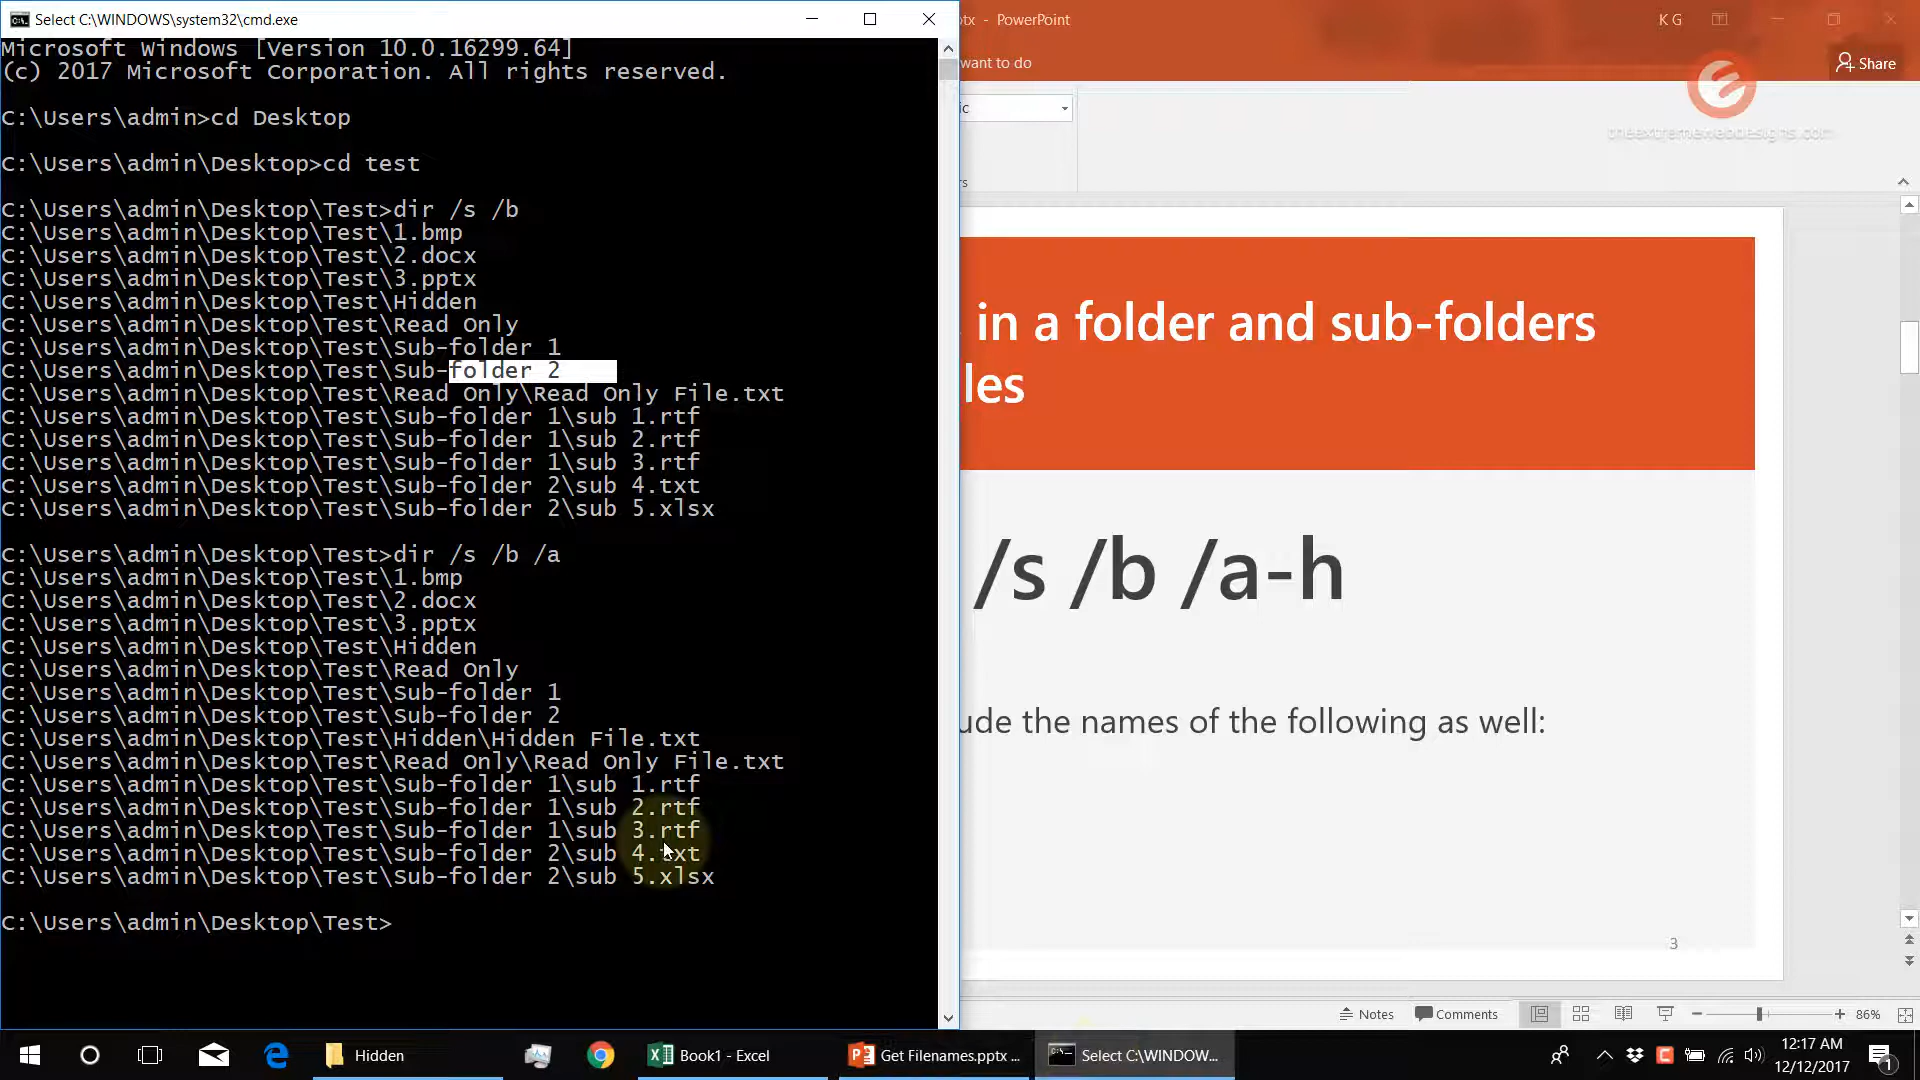 Select C:\WINDOWS\system32\cmd.exe
Microsoft Windows [Version 10.0.16299.64]
(c) 2017 Microsoft Corporation. All rights reserved.
C:\Users\admin>cd Desktop
C:\Users\admin\Desktop>cd test
C:\Users\admin\Desktop\Test>dir /s /b
C:\Users\admin\Desktop\Test\1.bmp
C:\Users\admin\Desktop\Test\2.docx
C:\Users\admin\Desktop\Test\3.pptx
C:\Users\admin\Desktop\Test\Hidden
C:\Users\admin\Desktop\Test\Read Only
C:\Users\admin\Desktop\Test\Sub-folder 1
C:\Users\admin\Desktop\Test\Sub-folder 2
C:\Users\admin\Desktop\Test\Read Only\Read Only File.txt
C:\Users\admin\Desktop\Test\Sub-folder 1\sub 1.rtf
C:\Users\admin\Desktop\Test\Sub-folder 1\sub 2.rtf
C:\Users\admin\Desktop\Test\Sub-folder 1\sub 3.rtf
C:\Users\admin\Desktop\Test\Sub-folder 2\sub 4.txt
C:\Users\admin\Desktop\Test\Sub-folder 2\sub 5.xlsx
C:\Users\admin\Desktop\Test>dir /s /b /a
C:\Users\admin\Desktop\Test\1.bmp
C:\Users\admin\Desktop\Test\2.docx
C:\Users\admin\Desktop\Test\3.pptx
C:\Users\admin\Desktop\Test\Hidden
C:\Users\admin\Desktop\Test\Read Only
C:\Users\admin\Desktop\Test\Sub-folder 1
C:\Users\admin\Desktop\Test\Sub-folder 2
C:\Users\admin\Desktop\Test\Hidden\Hidden File.txt
C:\Users\admin\Desktop\Test\Read Only\Read Only File.txt
C:\Users\admin\Desktop\Test\Sub-folder 1\sub 1.rtf
C:\Users\admin\Desktop\Test\Sub-folder 1\sub 2.rtf
C:\Users\admin\Desktop\Test\Sub-folder 1\sub 3.rtf
C:\Users\admin\Desktop\Test\Sub-folder 2\sub 4.txt
C:\Users\admin\Desktop\Test\Sub-folder 2\sub 5.xlsx
C:\Users\admin\Desktop\Test>
tx - PowerPoint
K G
want to do
Share
ic
theextremewebdesigns.com
rs
in a folder and sub-folders
les
/s /b /a-h
ude the names of the following as well:
3
Notes
Comments
86%
Hidden
Book1 - Excel
Get Filenames.pptx ...
Select C:\WINDOW...
12:17 AM
12/12/2017
1